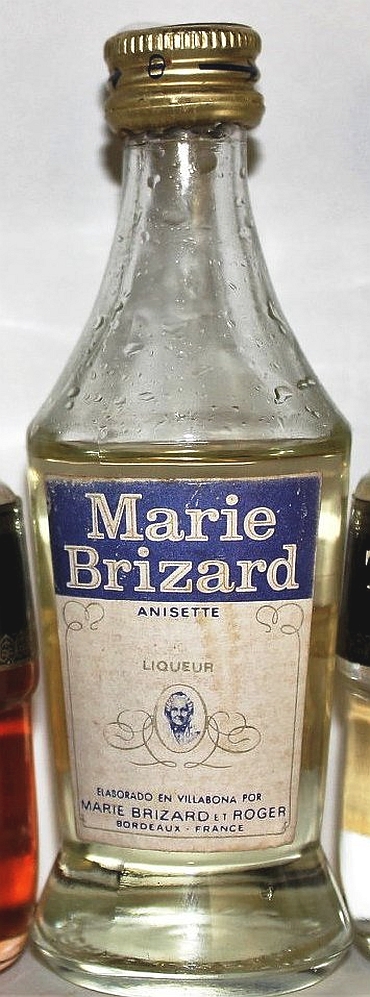 Marie
Brizard
ANISETTE
LIQUEUR
ELABORADO EN VILLABONA POR
MARIE BRIZARD ET ROGER
BORDEAUX - FRANCE